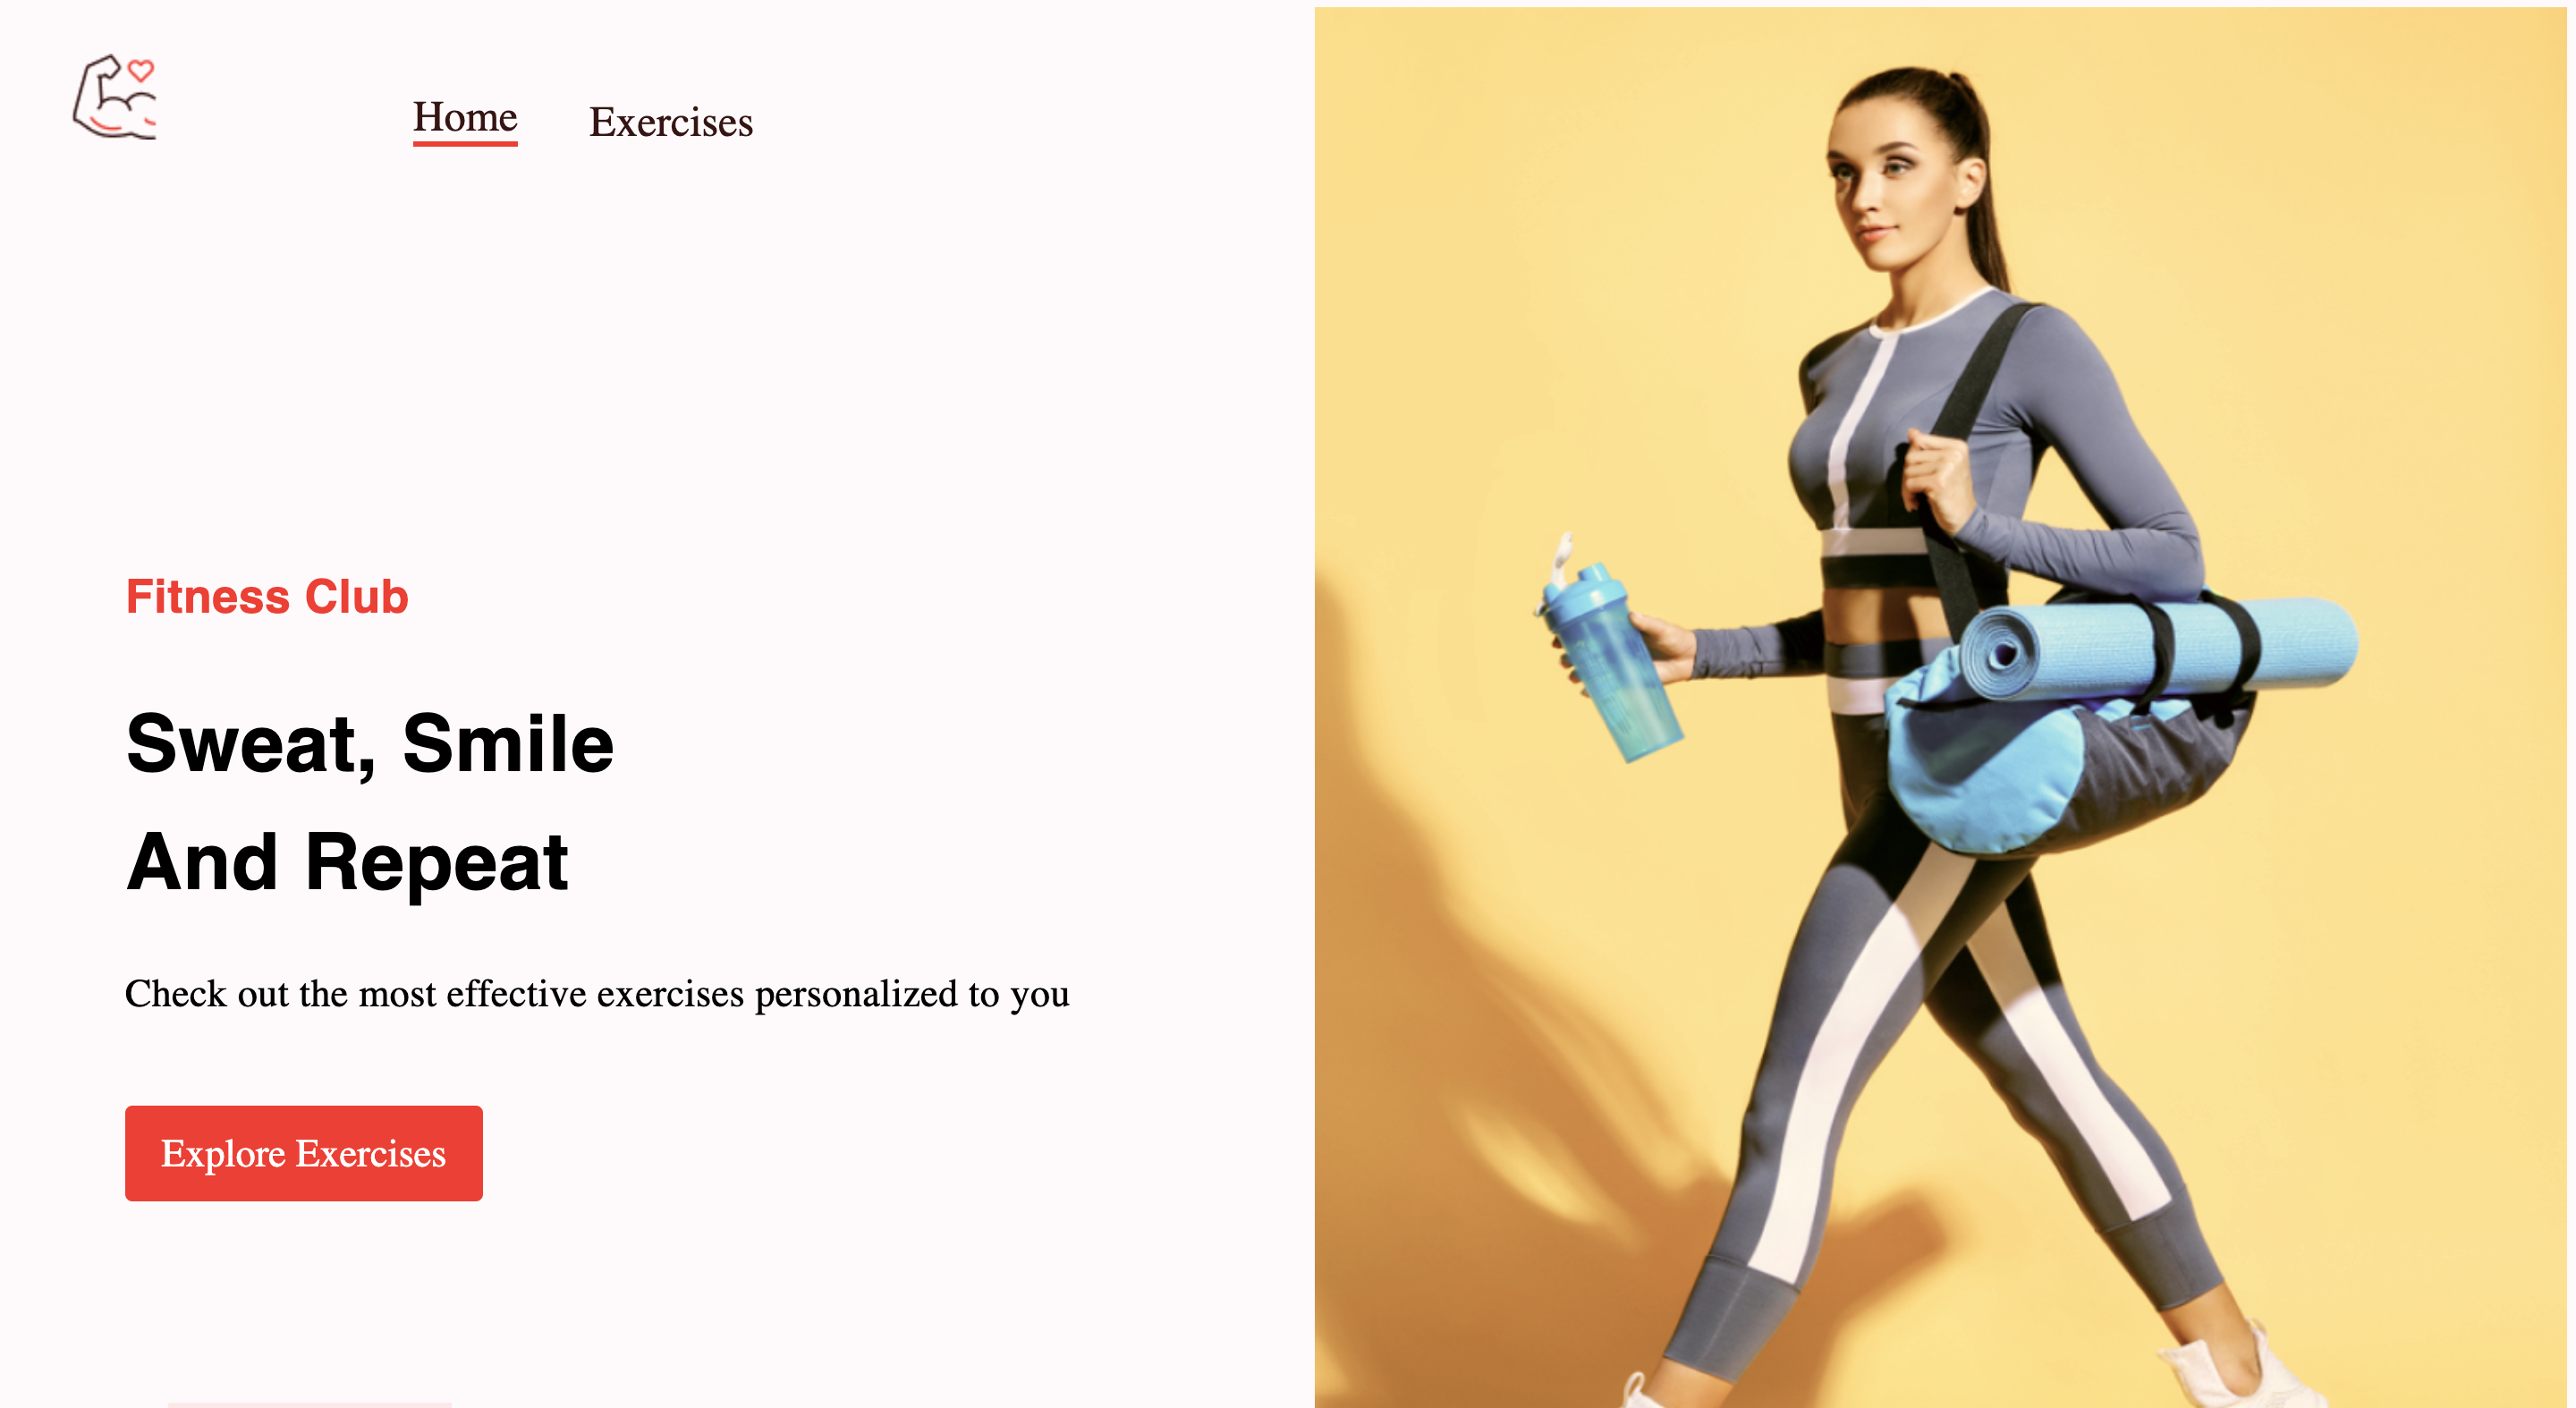 Home
Exercises
Fitness Club
Sweat, Smile
And Repeat
Check out the most effective exercises personalized to you
Explore Exercises